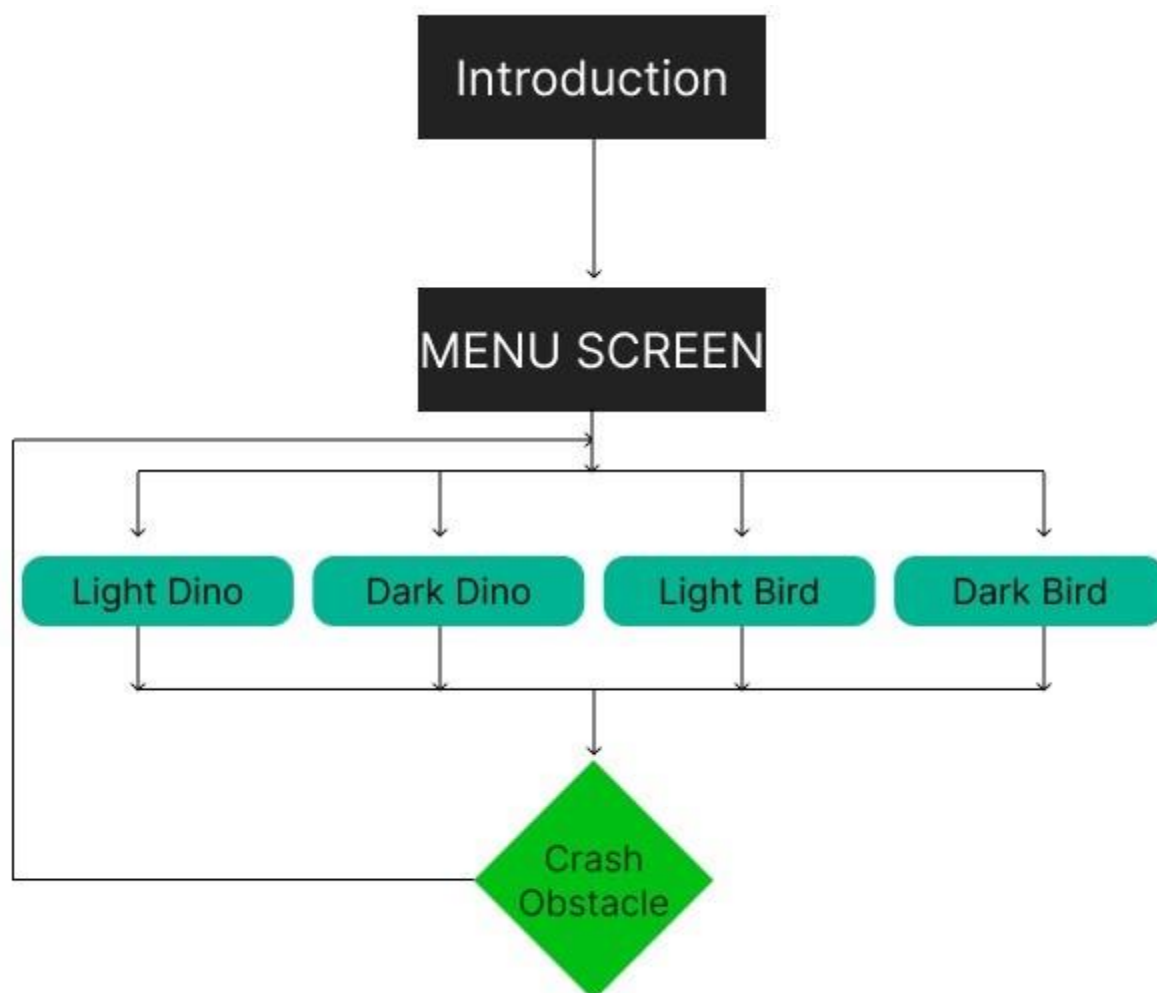 Introduction
MENU SCREEN
Light Dino
Dark Dino
Light Bird
Dark Bird
Crash
Obstacle